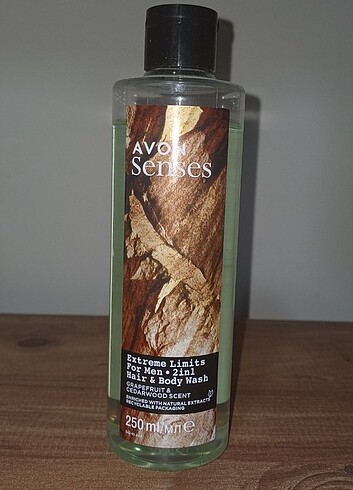 AVON
Senses
Extreme Limits
For Men • 2in1
Hair & Body Wash
GRAPEFRUIT &
CEDARWOOD SCENT
ENRICHED WITH NATURAL EXTRACTS
RECYCLABLE PACKAGING
250 ml/мл e